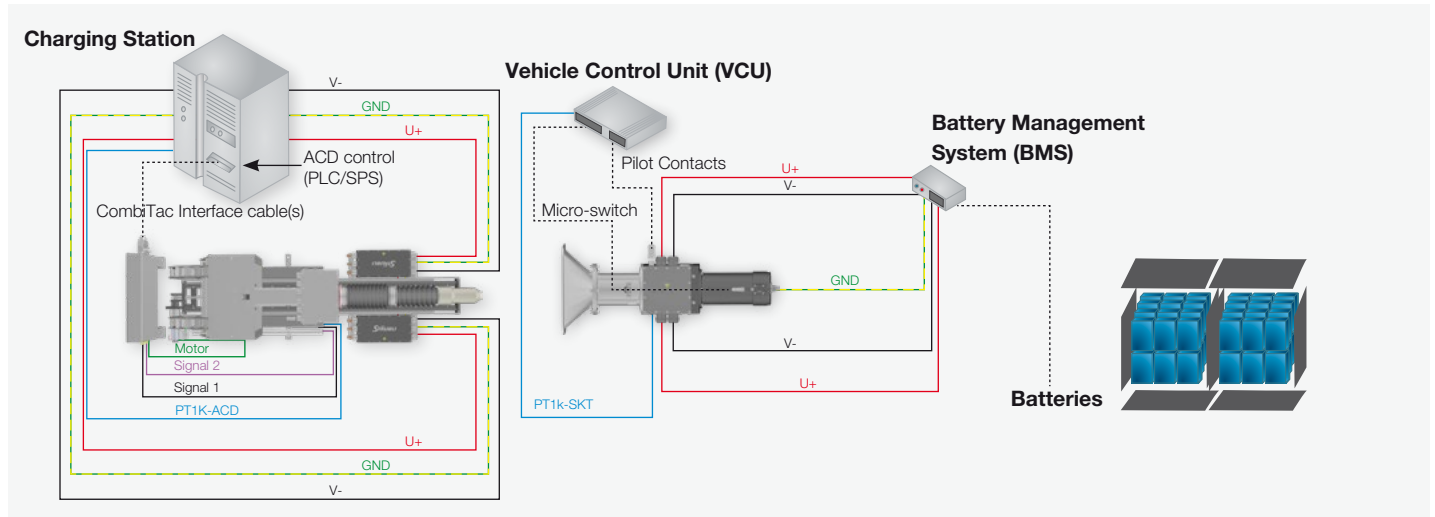 Charging Station
V-
GND
U+
ACD control
(PLC/SPS)
CombiTac Interface cable(s)
Motor
Signal 2
Signal 1
PT1K-ACD
U+
GND
V-
Vehicle Control Unit (VCU)
Pilot Contacts
Micro-switch
U+
V-
GND
V-
U+
PT1k-SKT
Battery Management
System (BMS)
Batteries